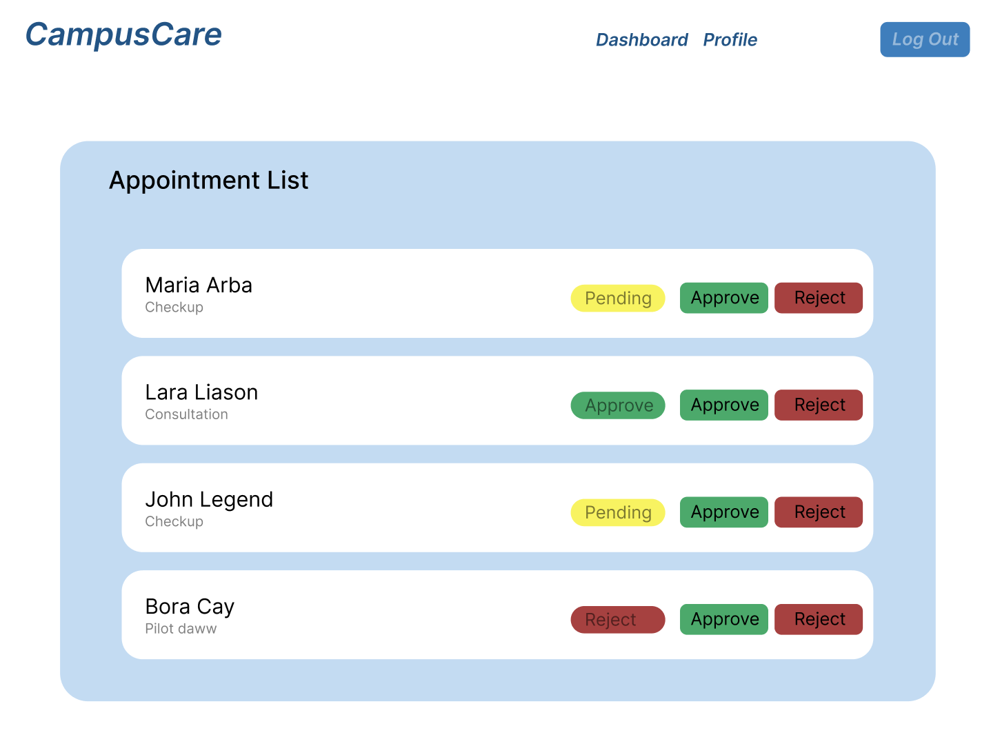 CampusCare
Dashboard Profile
Log Out
Appointment List
Maria Arba
Checkup
Pending
Approve
Reject
Lara Liason
Consultation
Approve
Approve
Reject
John Legend
Checkup
Pending
Approve
Reject
Bora Cay
Pilot daww
Reject
Approve
Reject